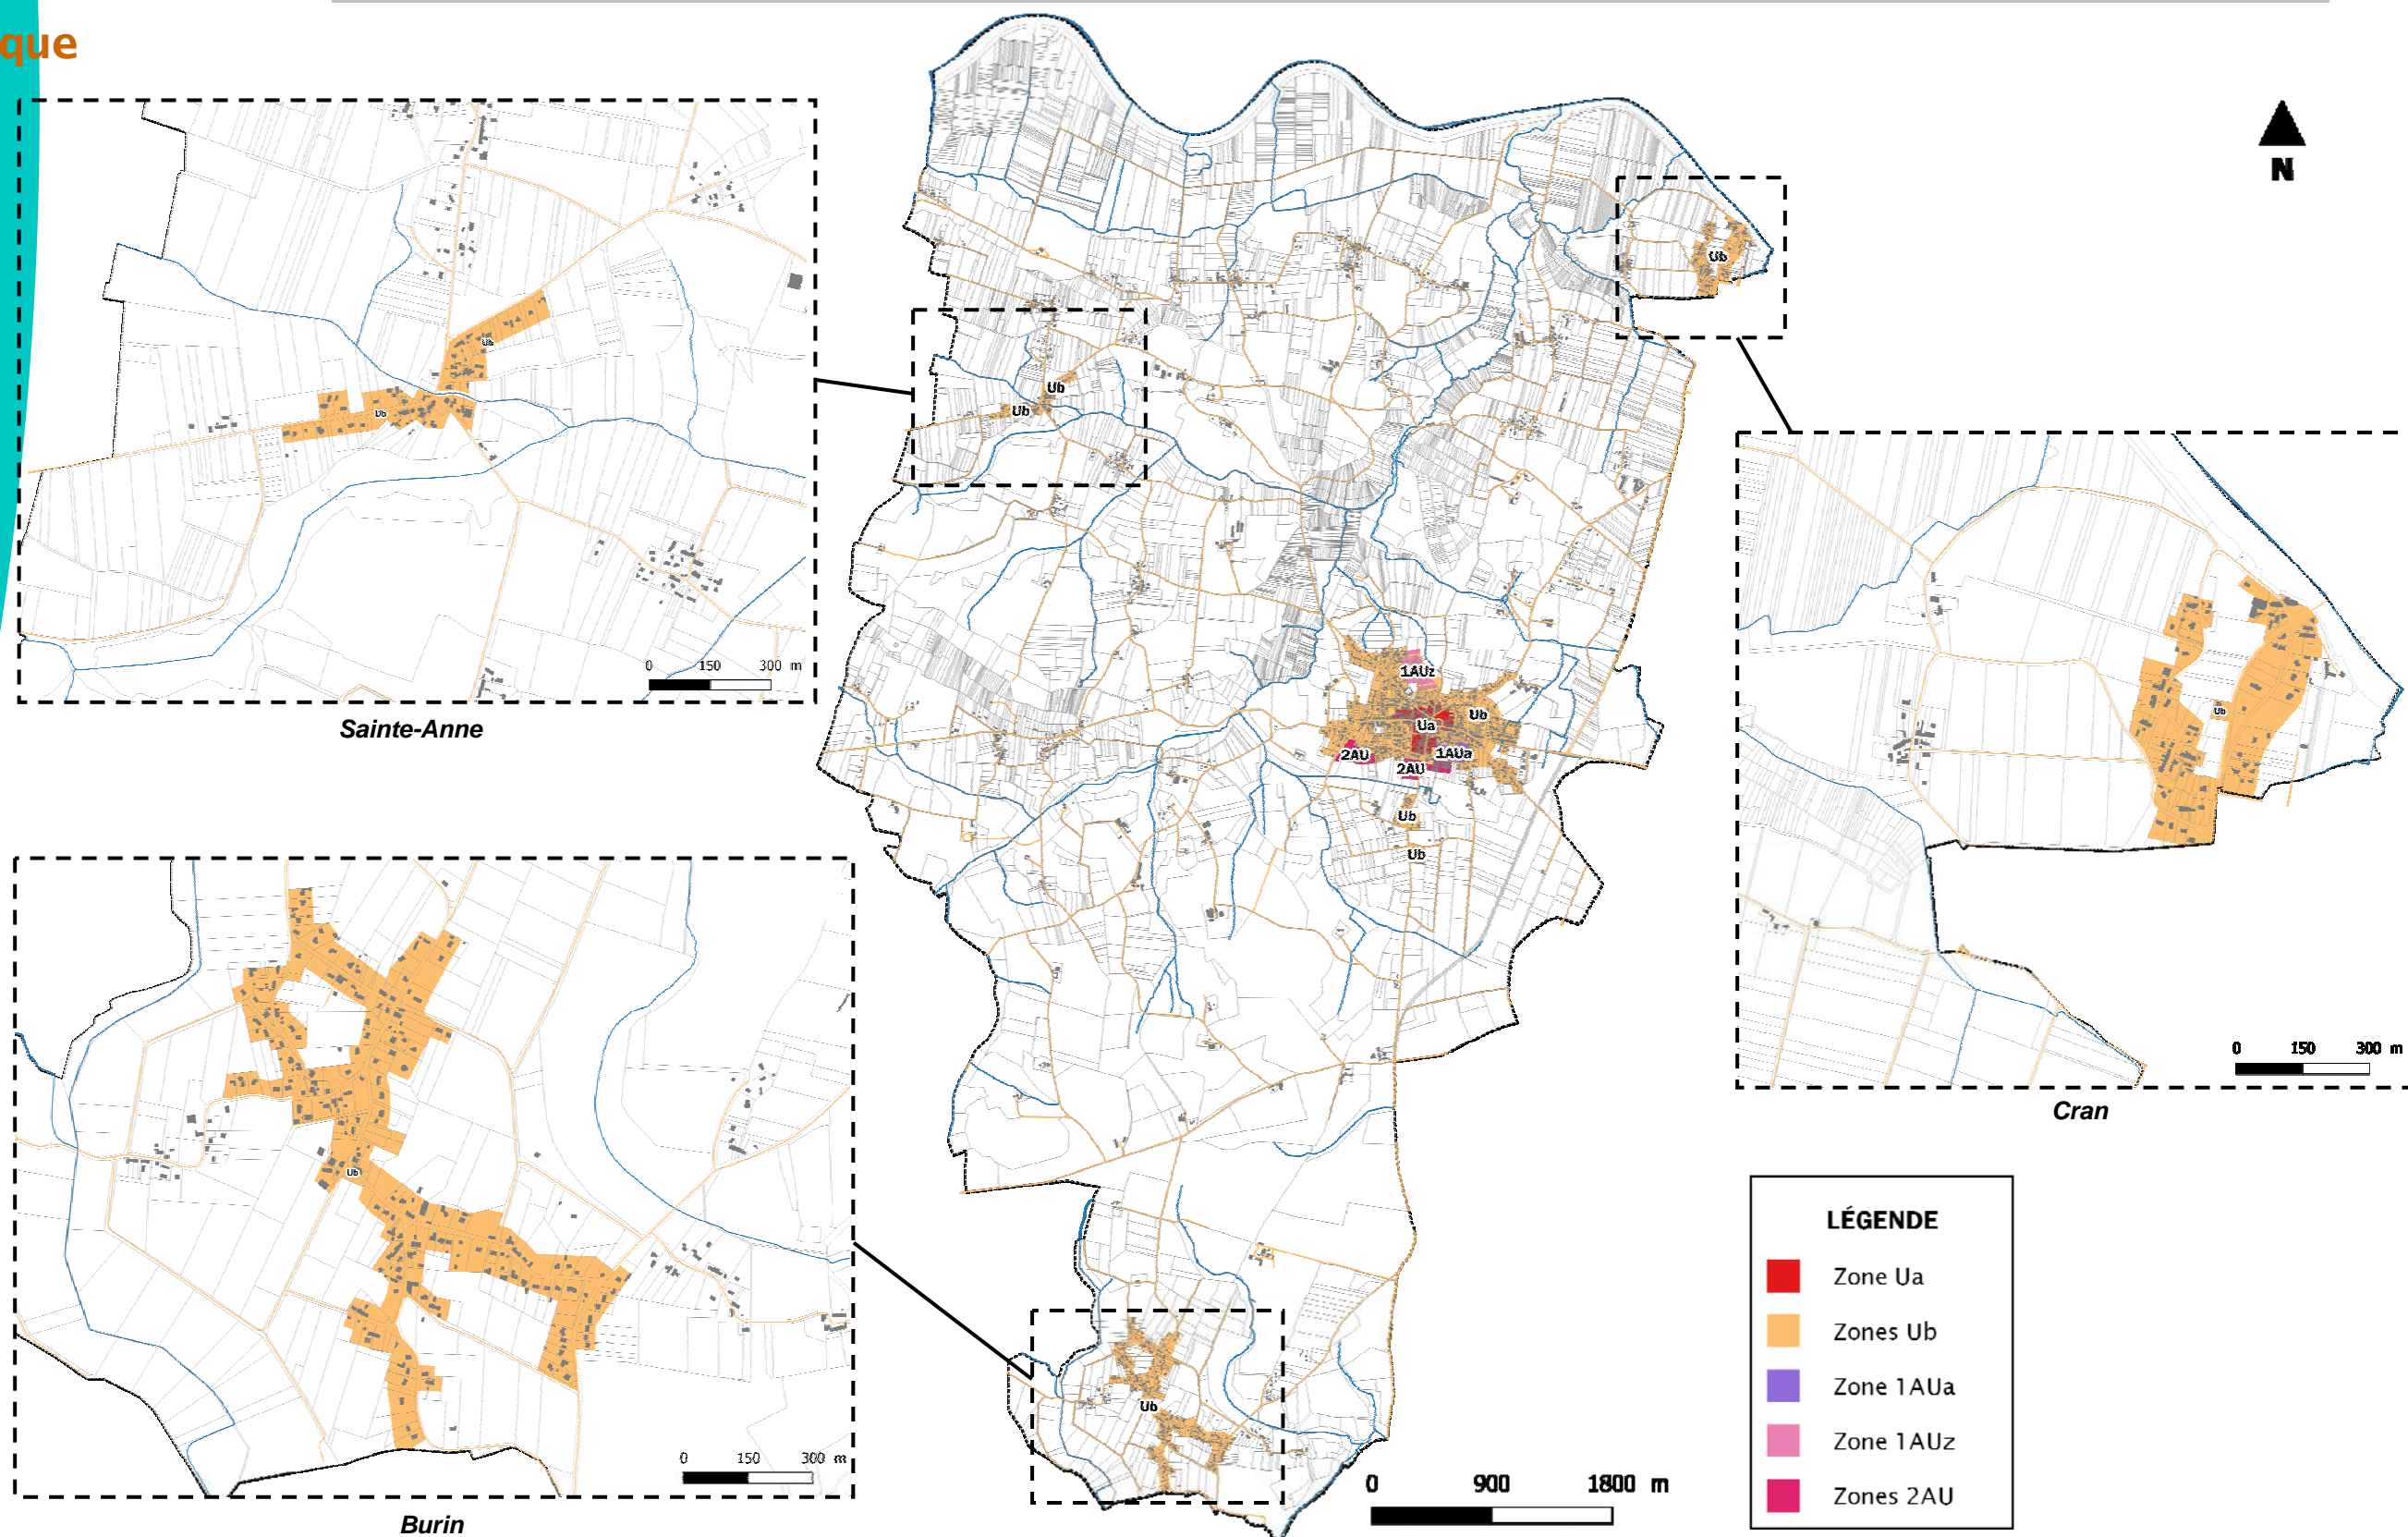 que
N
Ub
Ub
0 150 300 m
Sainte-Anne
Ub
Ub
Ub
1AUz
Ub
Ua
2AU
1AUa
2AU
Ub
Ub
Ub
0 900 1800 m
Ub
0 150 300 m
Cran
Ub
0 150 300 m
Burin
LÉGENDE
Zone Ua
Zones Ub
Zone 1AUa
Zone 1AUz
Zones 2AU